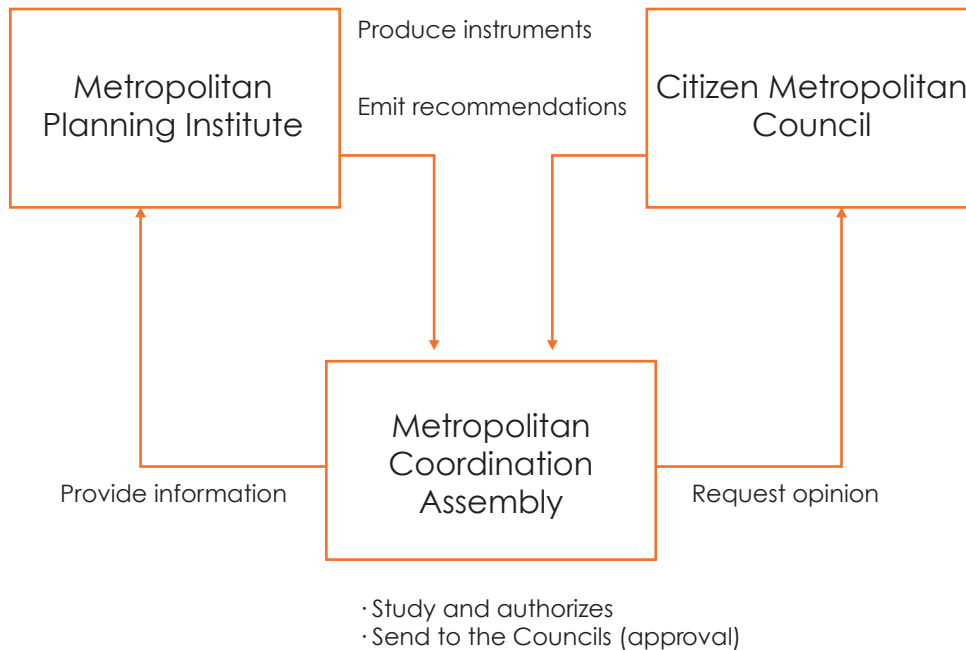 Metropolitan
Planning Institute
Produce instruments
Emit recommendations
Citizen Metropolitan
Council
Metropolitan
Coordination
Assembly
Provide information
Request opinion
· Study and authorizes
· Send to the Councils (approval)